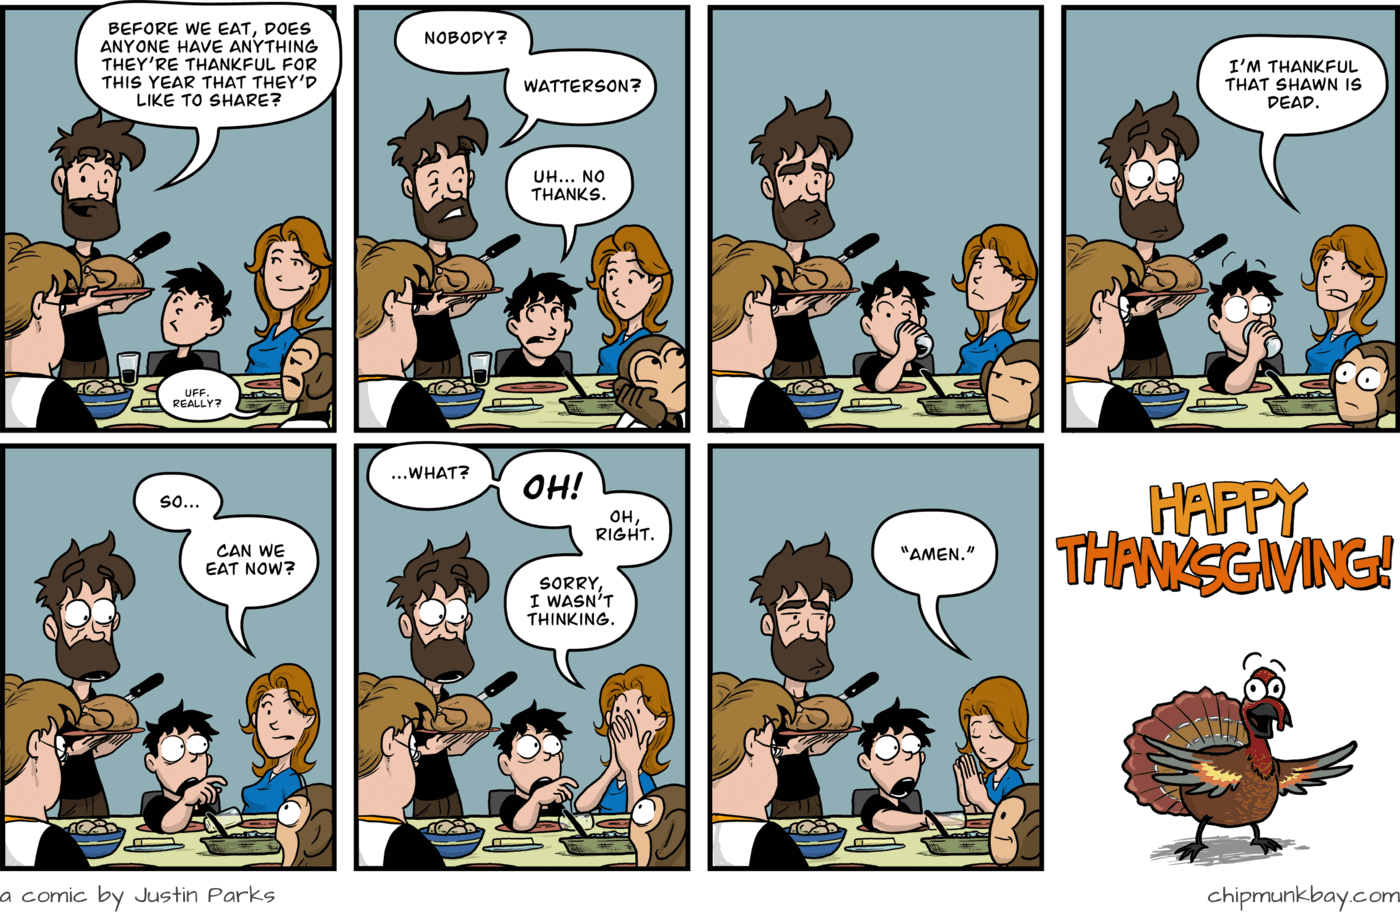 BEFORE WE EAT, DOES
ANYONE HAVE ANYTHING
THEY'RE THANKFUL FOR
THIS YEAR THAT THEY'D
LIKE TO SHARE?
UFF.
REALLY?
NOBODY?
WATTERSON?
UH... NO
THANKS.
I'M THANKFUL
THAT SHAWN IS
DEAD.
SO...
CAN WE
EAT NOW?
...WHAT?
OH!
OH,
RIGHT.
SORRY,
I WASN'T
THINKING.
"AMEN."
HAPPY
THANKSGIVING!
a comic by Justin Parks
chipmunkbay.com